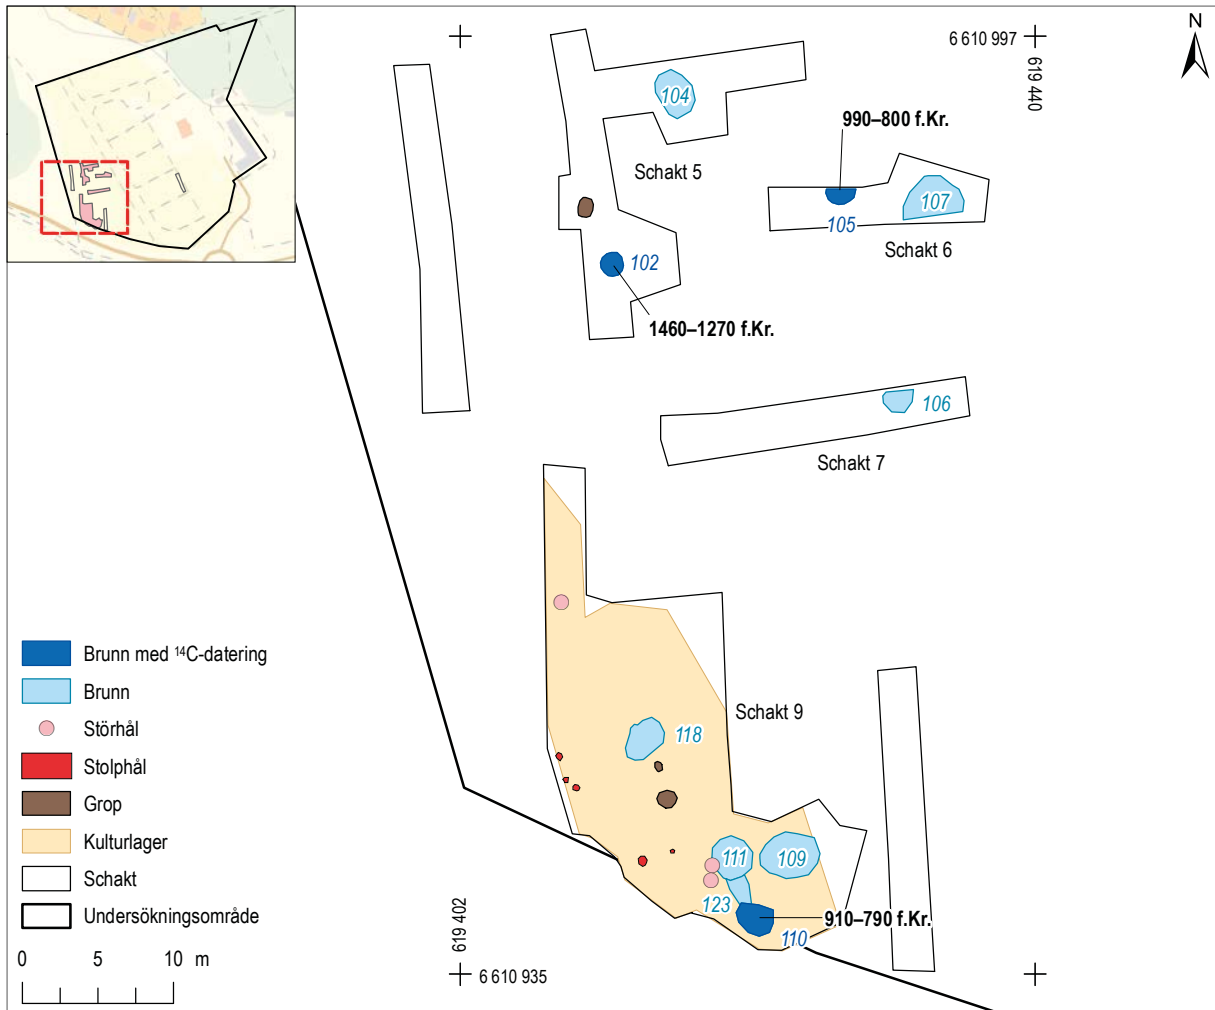 N
6 610 997
619 440
104
990–800 f.Kr.
Schakt 5
107
105
Schakt 6
102
1460–1270 f.Kr.
106
Schakt 7
Brunn med ¹⁴C-datering
Brunn
Störhål
Stolphål
Grop
Kulturlager
Schakt
Undersökningsområde
0 5 10 m
118
Schakt 9
111
109
123
910–790 f.Kr.
110
619 402
6 610 935